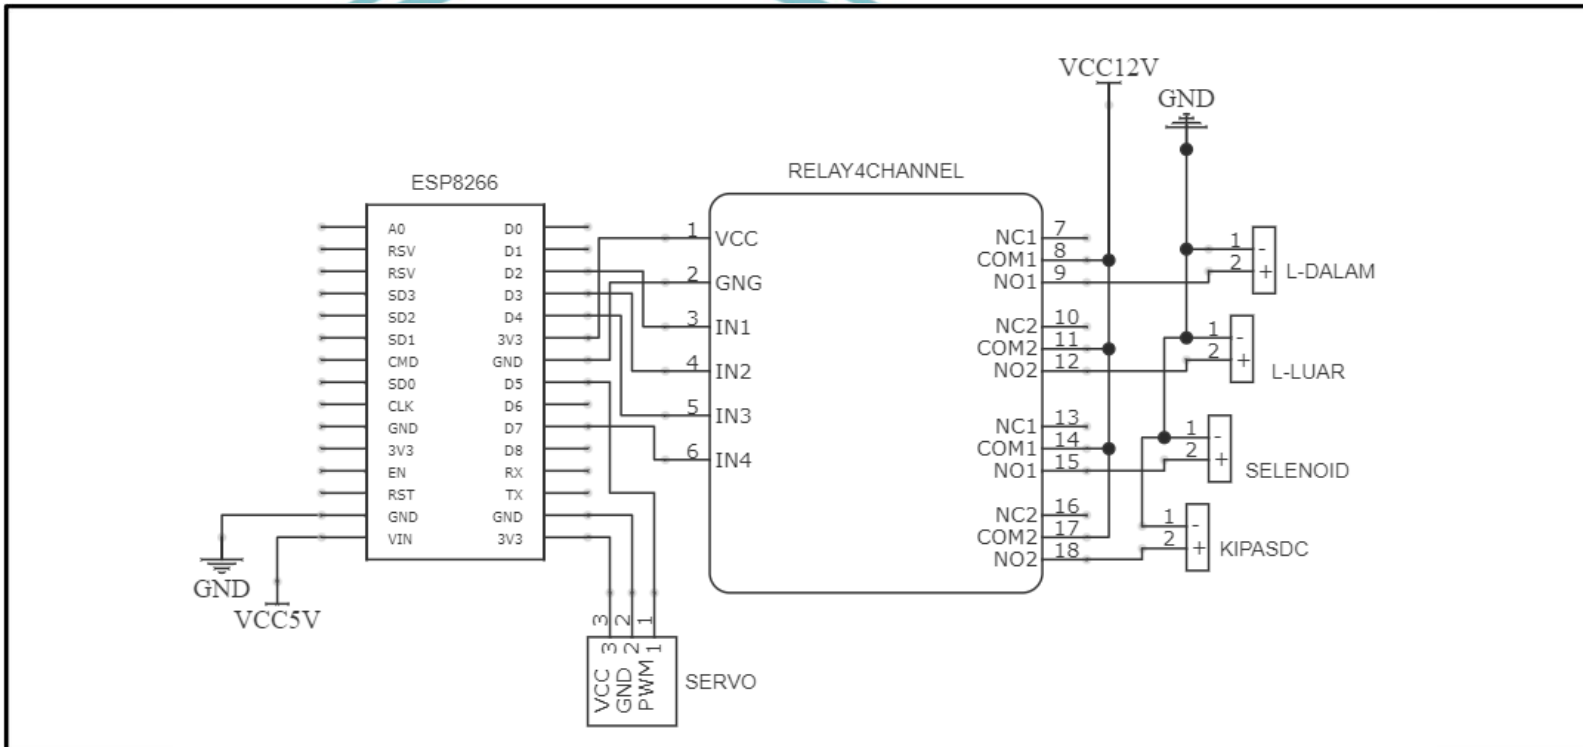 VCC12V
GND
ESP8266
A0
RSV
RSV
SD3
SD2
SD1
CMD
SD0
CLK
GND
3V3
EN
RST
GND
VIN
D0
D1
D2
D3
D4
3V3
GND
D5
D6
D7
D8
RX
TX
GND
3V3
GND
VCC5V
RELAY4CHANNEL
1 VCC
2 GNG
3 IN1
4 IN2
5 IN3
6 IN4
NC1 7
COM1 8
NO1 9
NC2 10
COM2 11
NO2 12
NC1 13
COM1 14
NO1 15
NC2 16
COM2 17
NO2 18
1 -
2 +
L-DALAM
1 -
2 +
L-LUAR
1 -
2 +
SELENOID
1 -
2 +
KIPASDC
3 2 1
3 2 1
VCC
GND
PWM
SERVO